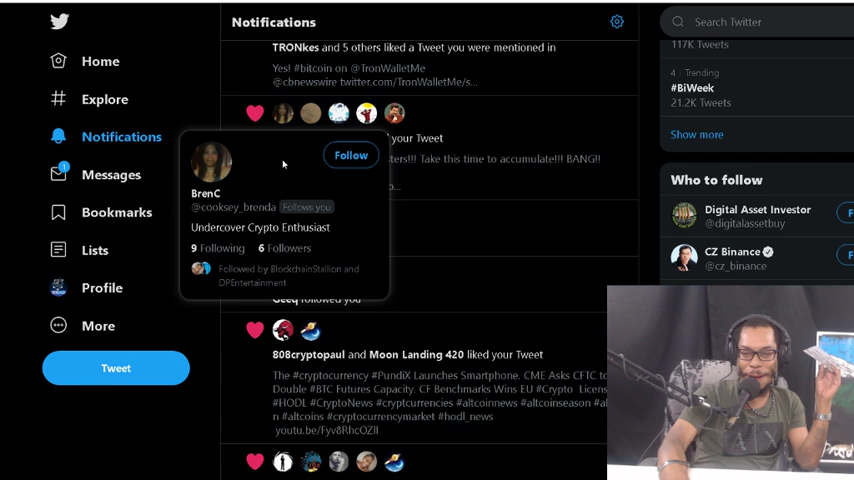 Home
Explore
Notifications
1
Messages
Bookmarks
Lists
Profile
More
Tweet
Notifications
TRONkes and 5 others liked a Tweet you were mentioned in
Yes! #bitcoin on @TronWalletMe
@cbnewswire twitter.com/TronWalletMe/s...
your Tweet
sters!!! Take this time to accumulate!!! BANG!!
Follow
BrenC
@cooksey_brenda Follows you
Undercover Crypto Enthusiast
9 Following 6 Followers
Followed by BlockchainStallion and
DPEntertainment
Geeq followed you
808cryptopaul and Moon Landing 420 liked your Tweet
The #cryptocurrency #PundiX Launches Smartphone. CME Asks CFTC to
Double #BTC Futures Capacity. CF Benchmarks Wins EU #Crypto Licens
#HODL #CryptoNews #cryptcurrencies #altcoinnews #altcoinseason #al
n #altcoins #cryptocurrencymarket #hodl_news
youtu.be/Fyv8RhcOZII
Search Twitter
117K Tweets
4 · Trending
#BiWeek
21.2K Tweets
Show more
Who to follow
Digital Asset Investor
@digitalassetbuy
F
CZ Binance
@cz_binance
F